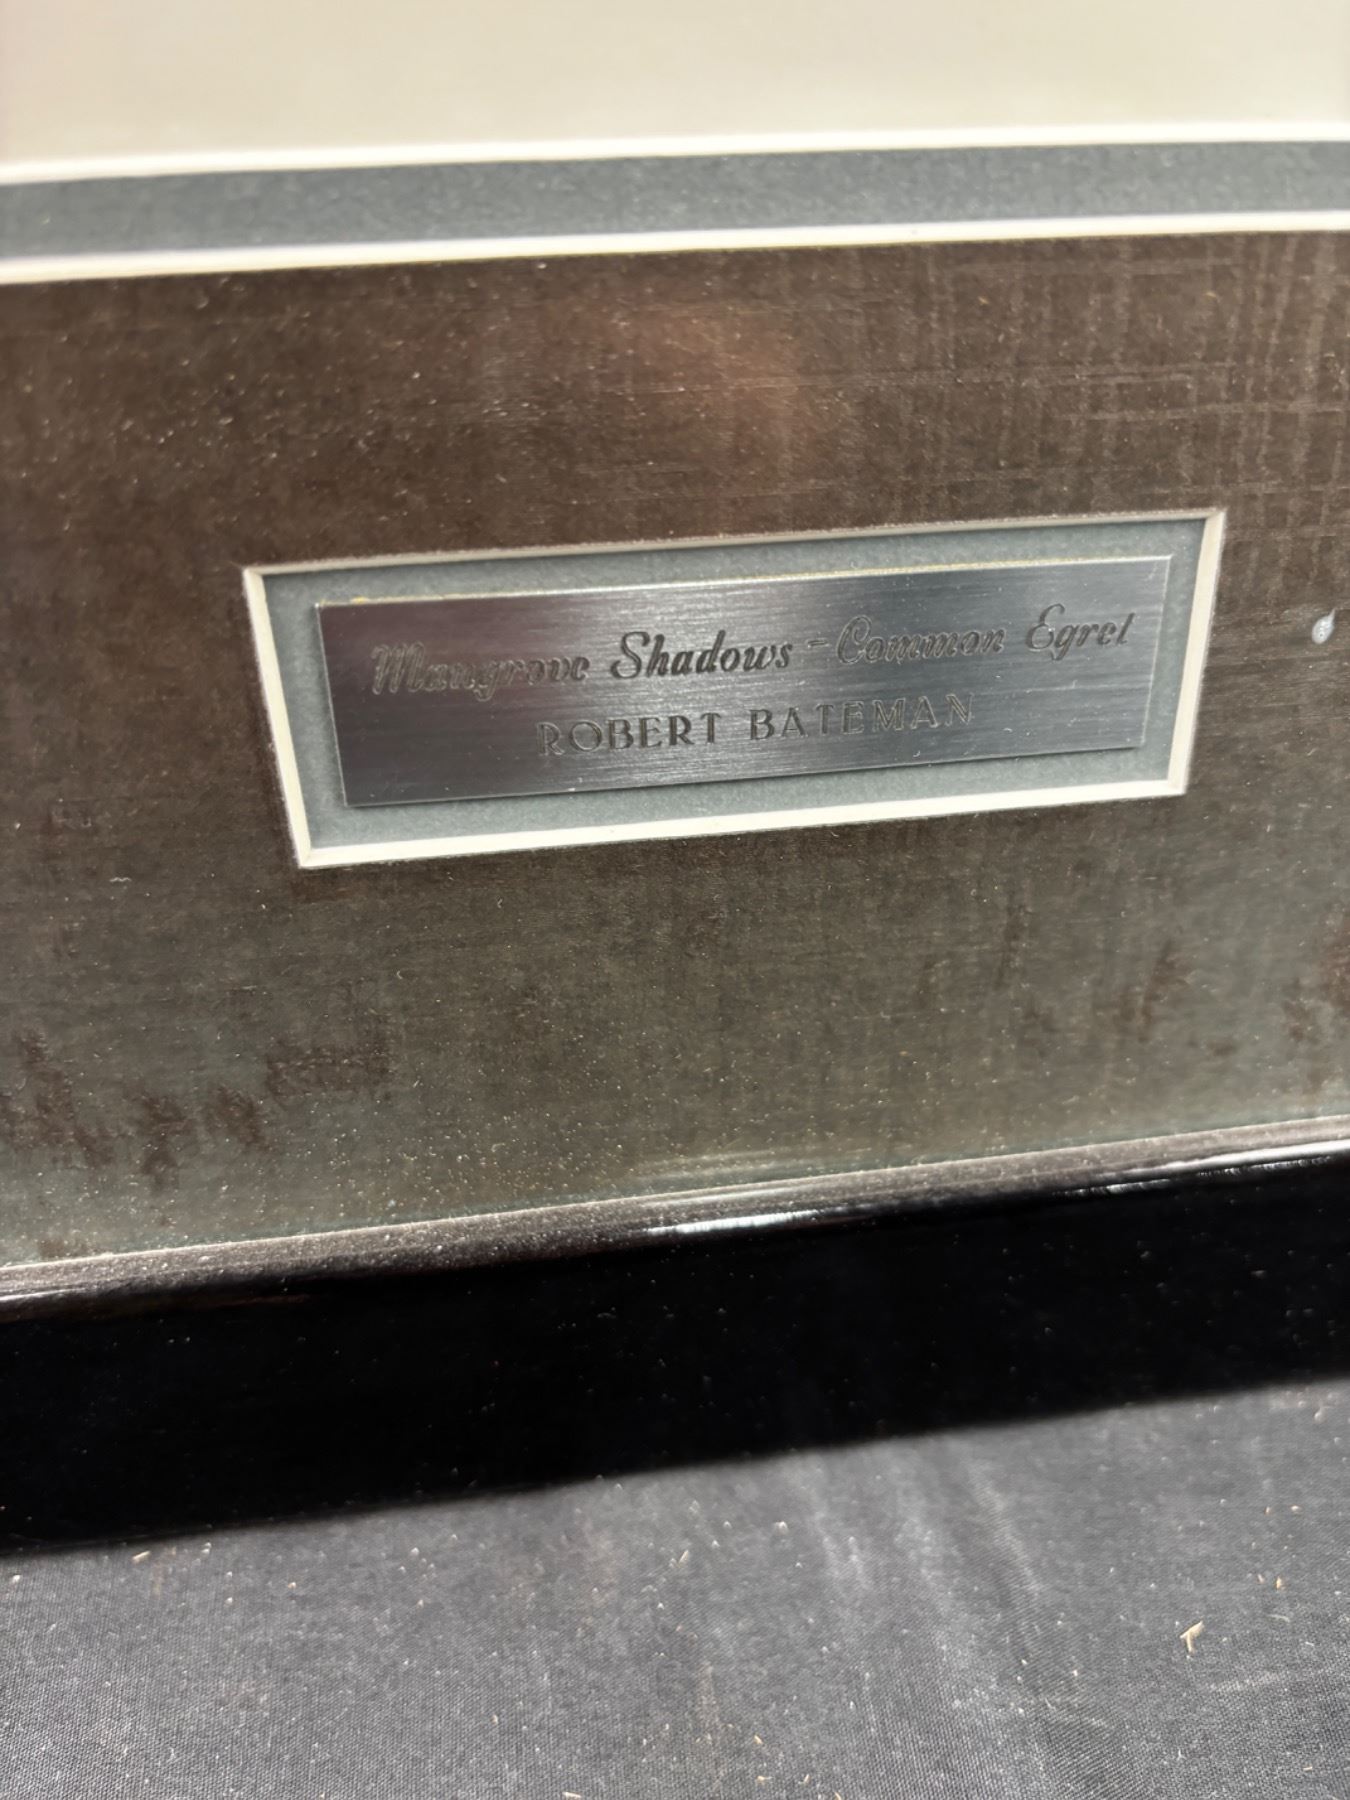 Mangrove Shadows - Common Egret
ROBERT BATEMAN